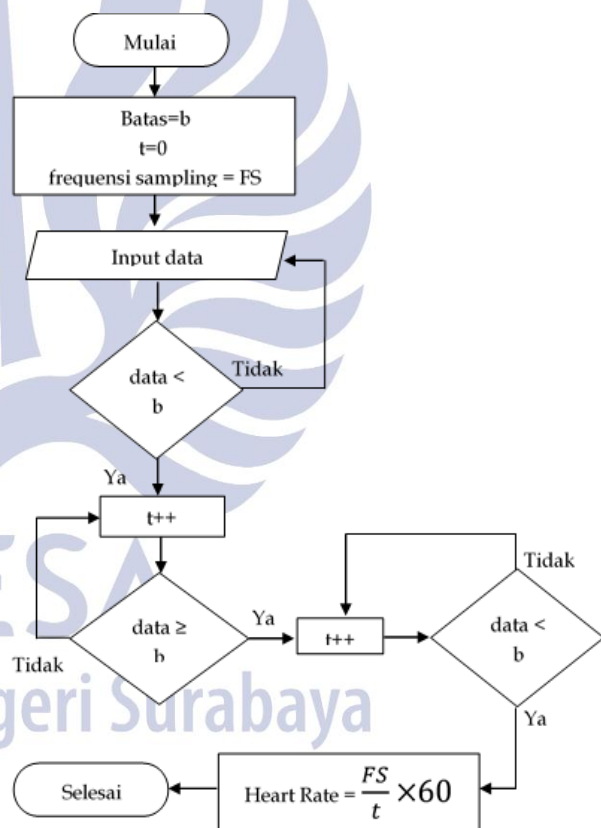 Mulai
Batas=b
t=0
frequensi sampling = FS
Input data
data <
b
Tidak
Ya
t++
data ≥
b
Tidak
Ya
t++
data <
b
Tidak
Ya
Heart Rate = FS/t ×60
Selesai
ESA
geri Surabaya